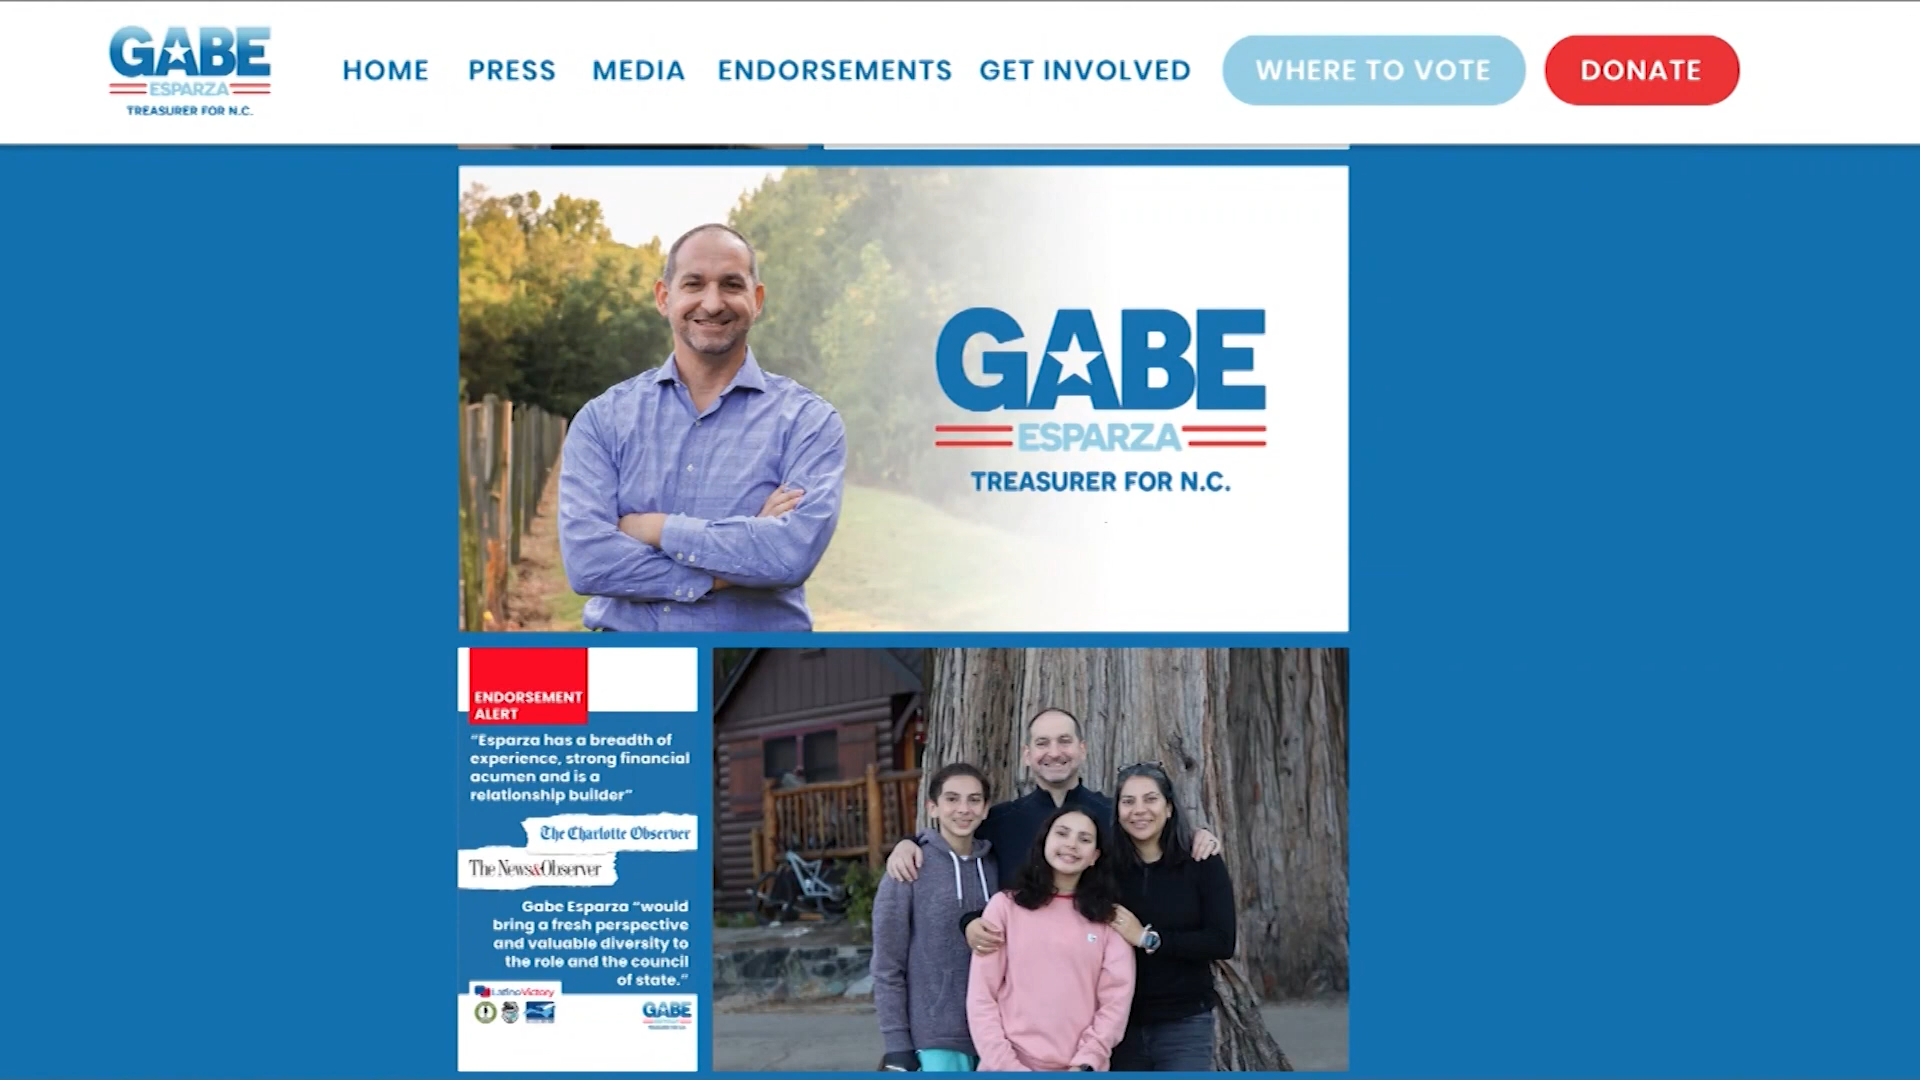 GABE
ESPARZA
TREASURER FOR N.C.
HOME PRESS MEDIA ENDORSEMENTS GET INVOLVED WHERE TO VOTE DONATE
GABE
ESPARZA
TREASURER FOR N.C.
ENDORSEMENT
ALERT
“Esparza has a breadth of
experience, strong financial
acumen and is a
relationship builder”
The Charlotte Observer
The News&Observer
Gabe Esparza “would
bring a fresh perspective
and valuable diversity to
the role and the council
of state.”
LatinoVictory
GABE